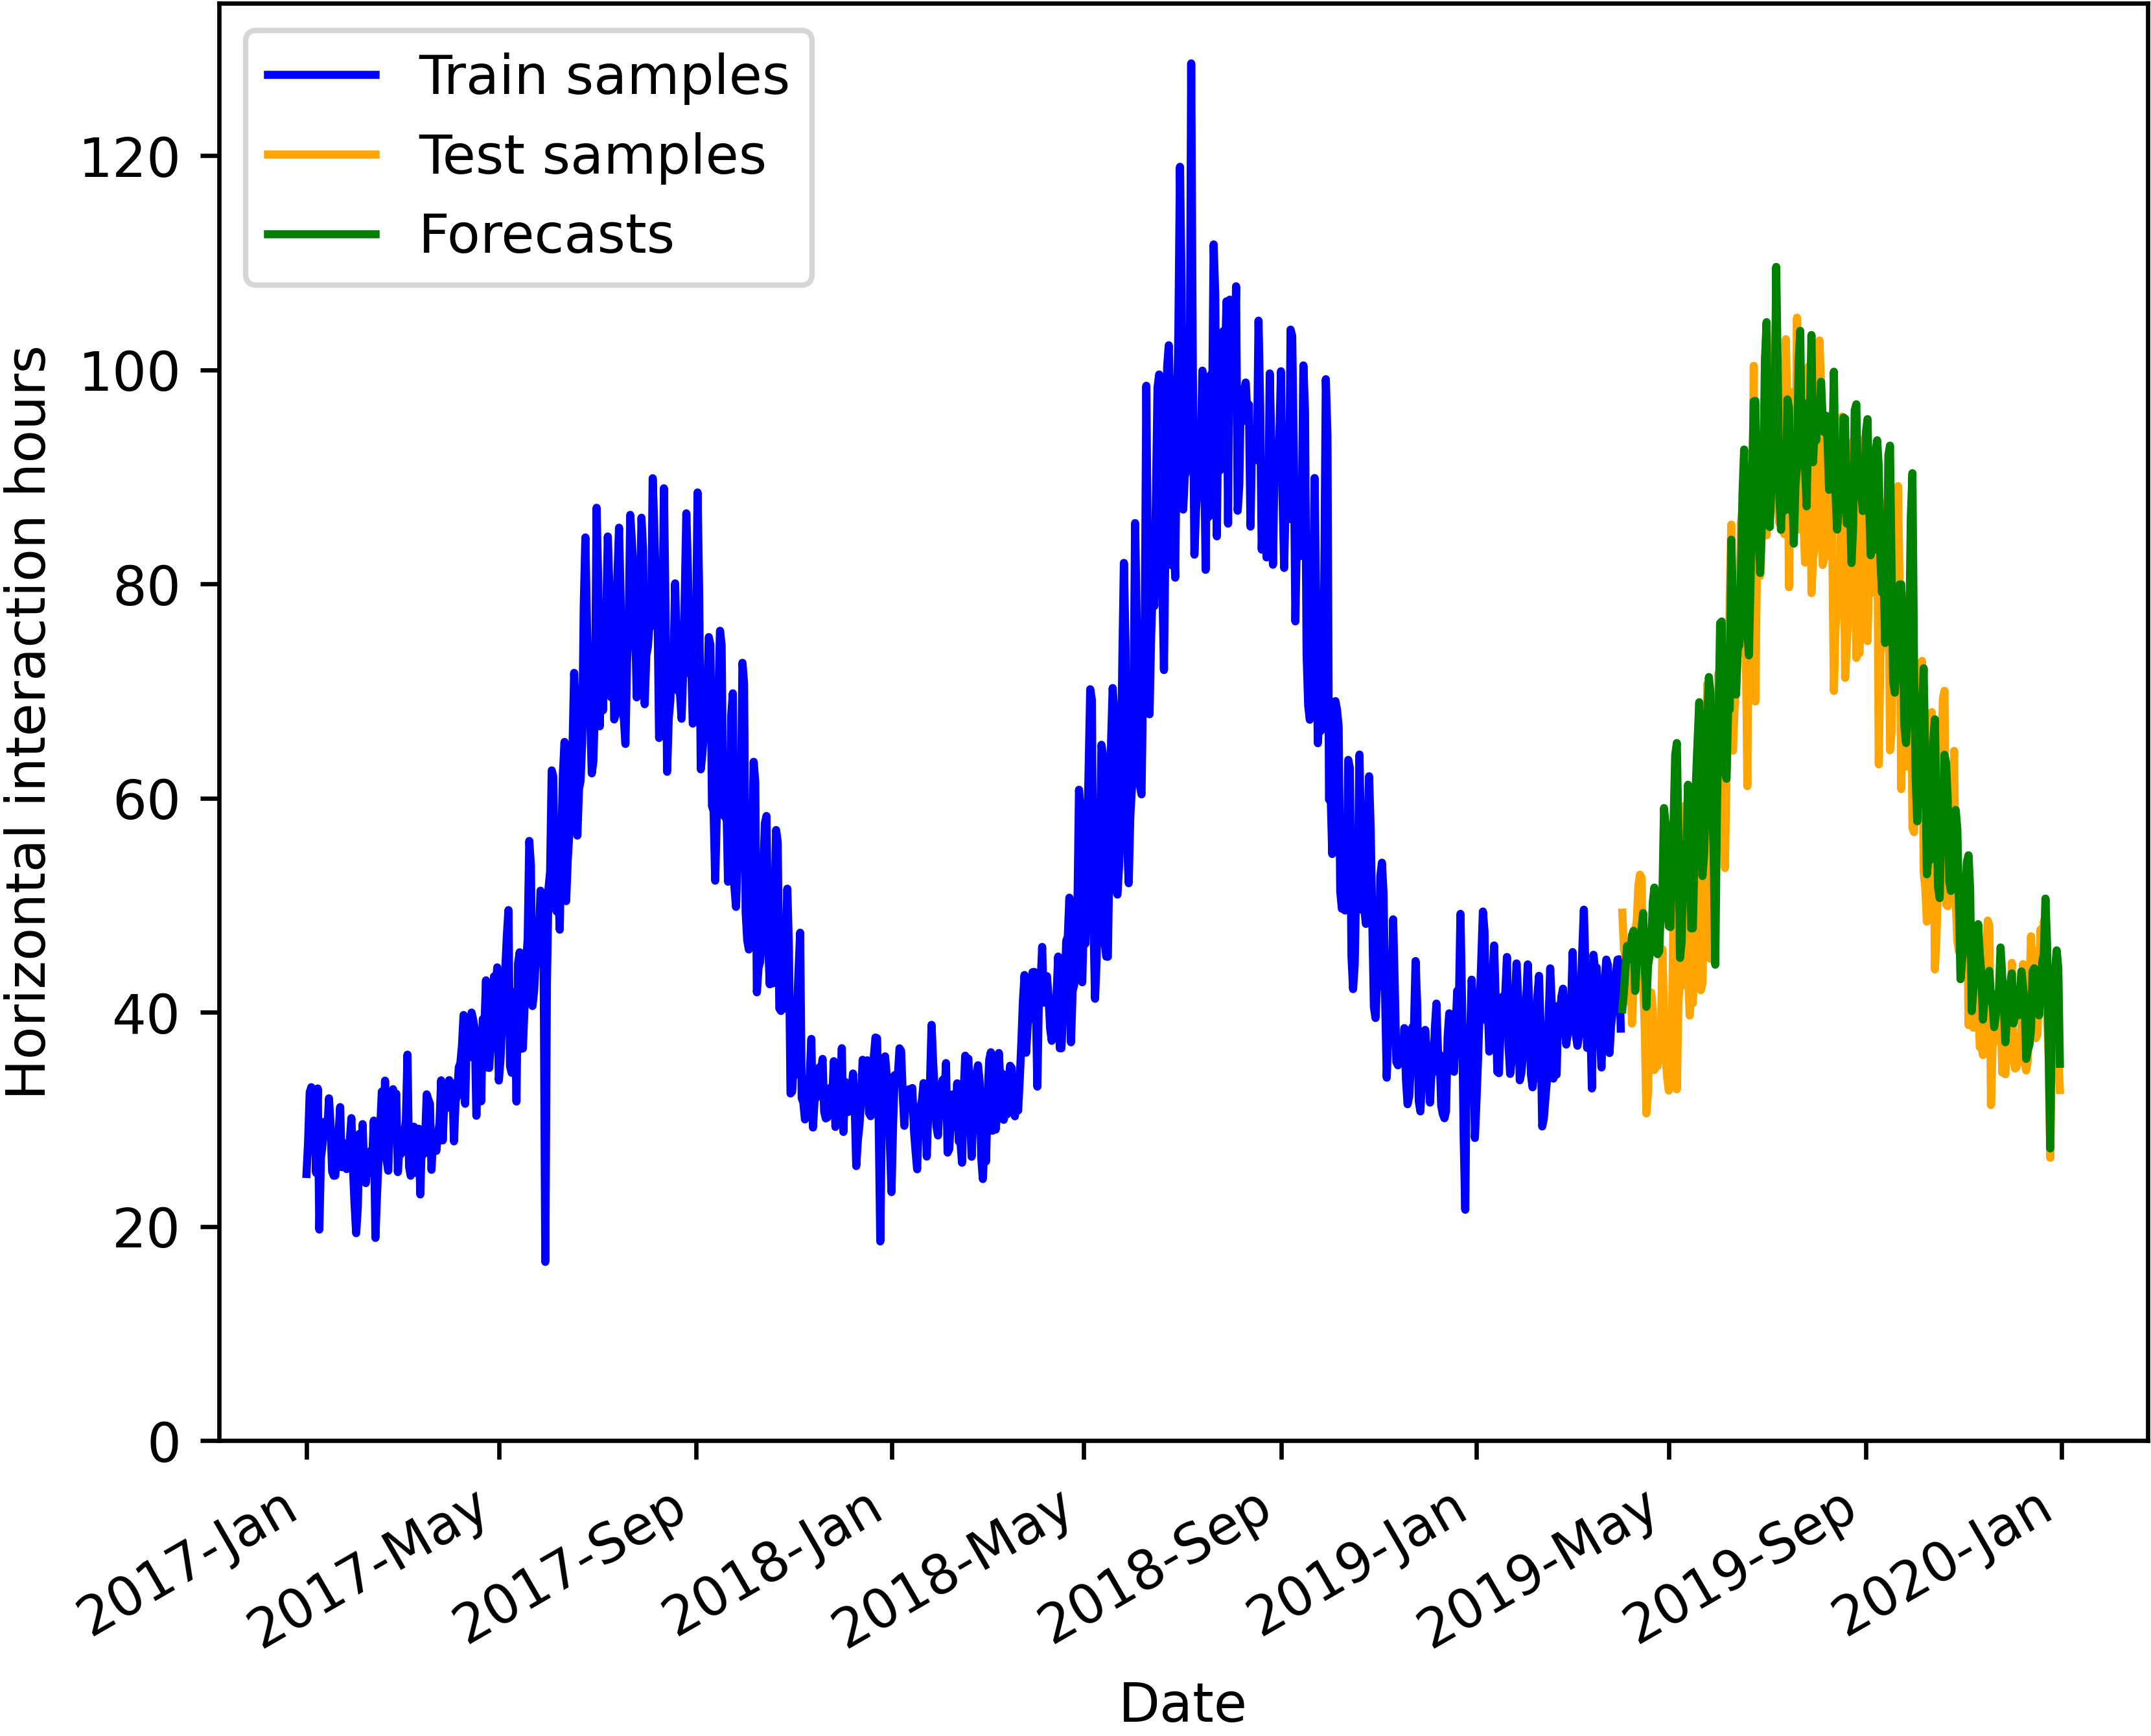 Train samples
Test samples
Forecasts
Horizontal interaction hours
120
100
80
60
40
20
0
2017-Jan
2017-May
2017-Sep
2018-Jan
2018-May
2018-Sep
2019-Jan
2019-May
2019-Sep
2020-Jan
Date